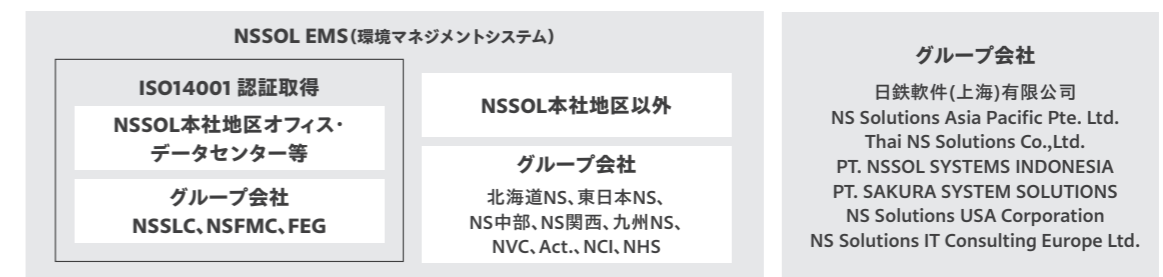 NSSOL EMS（環境マネジメントシステム）
ISO14001 認証取得
NSSOL本社地区オフィス・
データセンター等
グループ会社
NSSLC、NSFMC、FEG
NSSOL本社地区以外
グループ会社
北海道NS、東日本NS、
NS中部、NS関西、九州NS、
NVC、Act.、NCI、NHS
グループ会社
日鉄軟件(上海)有限公司
NS Solutions Asia Pacific Pte. Ltd.
Thai NS Solutions Co.,Ltd.
PT. NSSOL SYSTEMS INDONESIA
PT. SAKURA SYSTEM SOLUTIONS
NS Solutions USA Corporation
NS Solutions IT Consulting Europe Ltd.